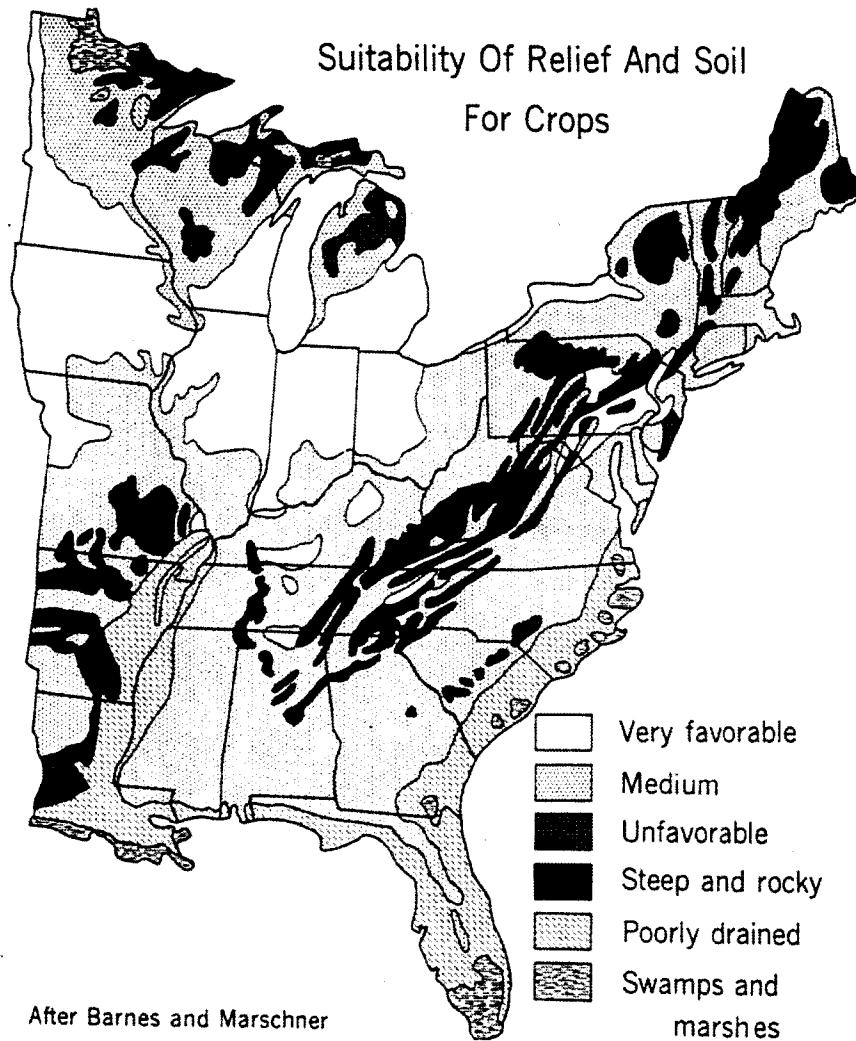 Suitability Of Relief And Soil
For Crops
Very favorable
Medium
Unfavorable
Steep and rocky
Poorly drained
Swamps and
marshes
After Barnes and Marschner